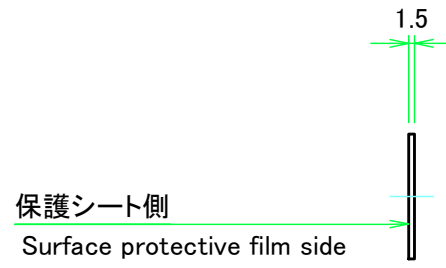 1.5
保護シート側
Surface protective film side